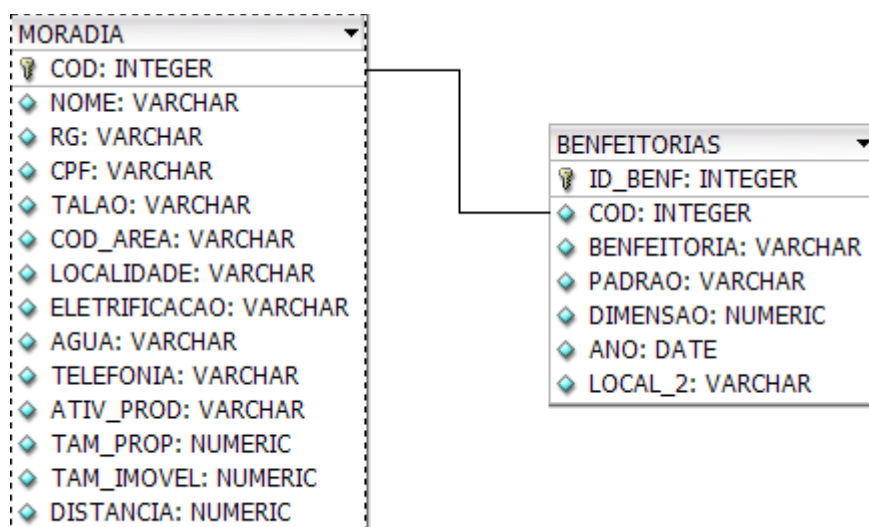 MORADIA
COD: INTEGER
NOME: VARCHAR
RG: VARCHAR
CPF: VARCHAR
TALAO: VARCHAR
COD_AREA: VARCHAR
LOCALIDADE: VARCHAR
ELETRIFICACAO: VARCHAR
AGUA: VARCHAR
TELEFONIA: VARCHAR
ATIV_PROD: VARCHAR
TAM_PROP: NUMERIC
TAM_IMOVEL: NUMERIC
DISTANCIA: NUMERIC
BENFEITORIAS
ID_BENF: INTEGER
COD: INTEGER
BENFEITORIA: VARCHAR
PADRAO: VARCHAR
DIMENSAO: NUMERIC
ANO: DATE
LOCAL_2: VARCHAR